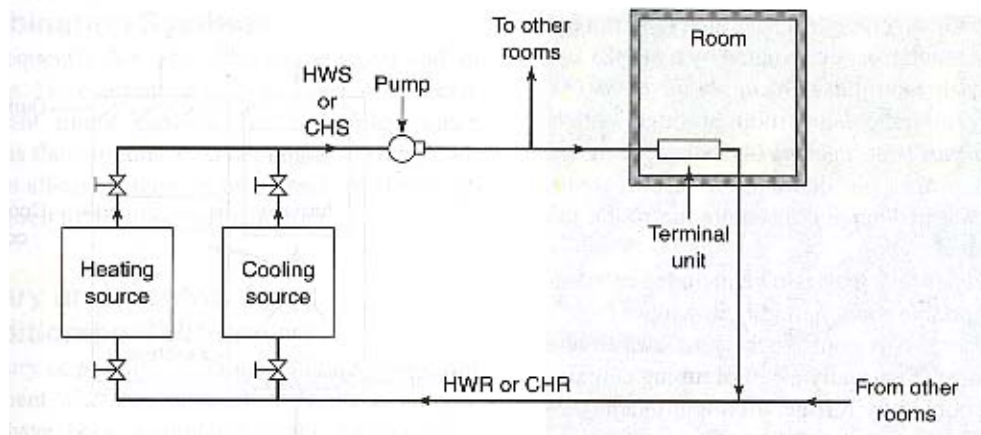 To other
rooms
Room
HWS
or
CHS
Pump
Terminal
unit
Heating
source
Cooling
source
HWR or CHR
From other
rooms